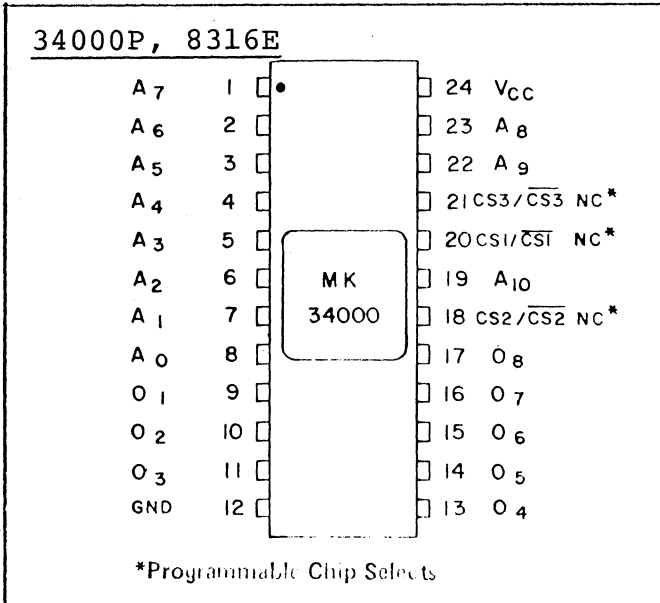 34000P, 8316E
A7 1 24 VCC
A6 2 23 A8
A5 3 22 A9
A4 4 21 CS3/C̅S̅3̅ NC*
A3 5 20 CS1/C̅S̅1̅ NC*
A2 6 19 A10
A1 7 18 CS2/C̅S̅2̅ NC*
A0 8 17 O8
O1 9 16 O7
O2 10 15 O6
O3 11 14 O5
GND 12 13 O4
MK
34000
*Programmable Chip Selects